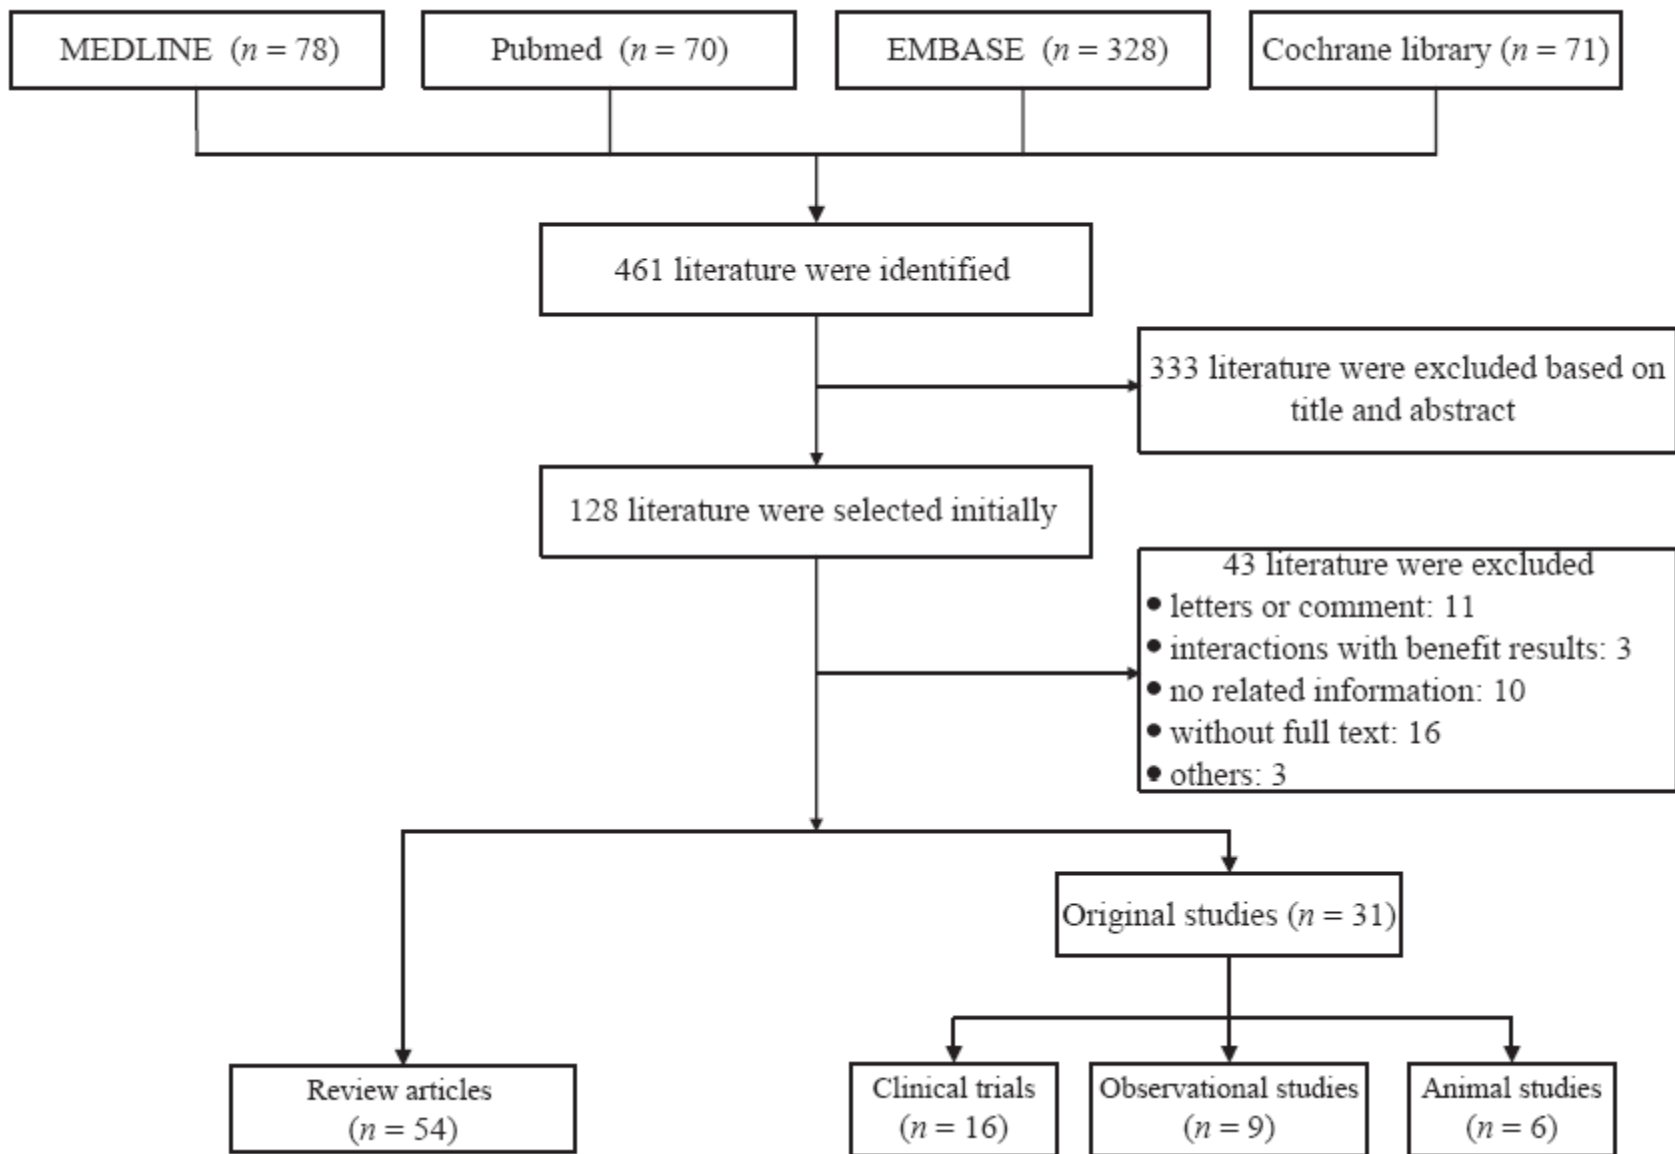 MEDLINE (n = 78)
Pubmed (n = 70)
EMBASE (n = 328)
Cochrane library (n = 71)
461 literature were identified
333 literature were excluded based on
title and abstract
128 literature were selected initially
43 literature were excluded
• letters or comment: 11
• interactions with benefit results: 3
• no related information: 10
• without full text: 16
• others: 3
Original studies (n = 31)
Review articles
(n = 54)
Clinical trials
(n = 16)
Observational studies
(n = 9)
Animal studies
(n = 6)